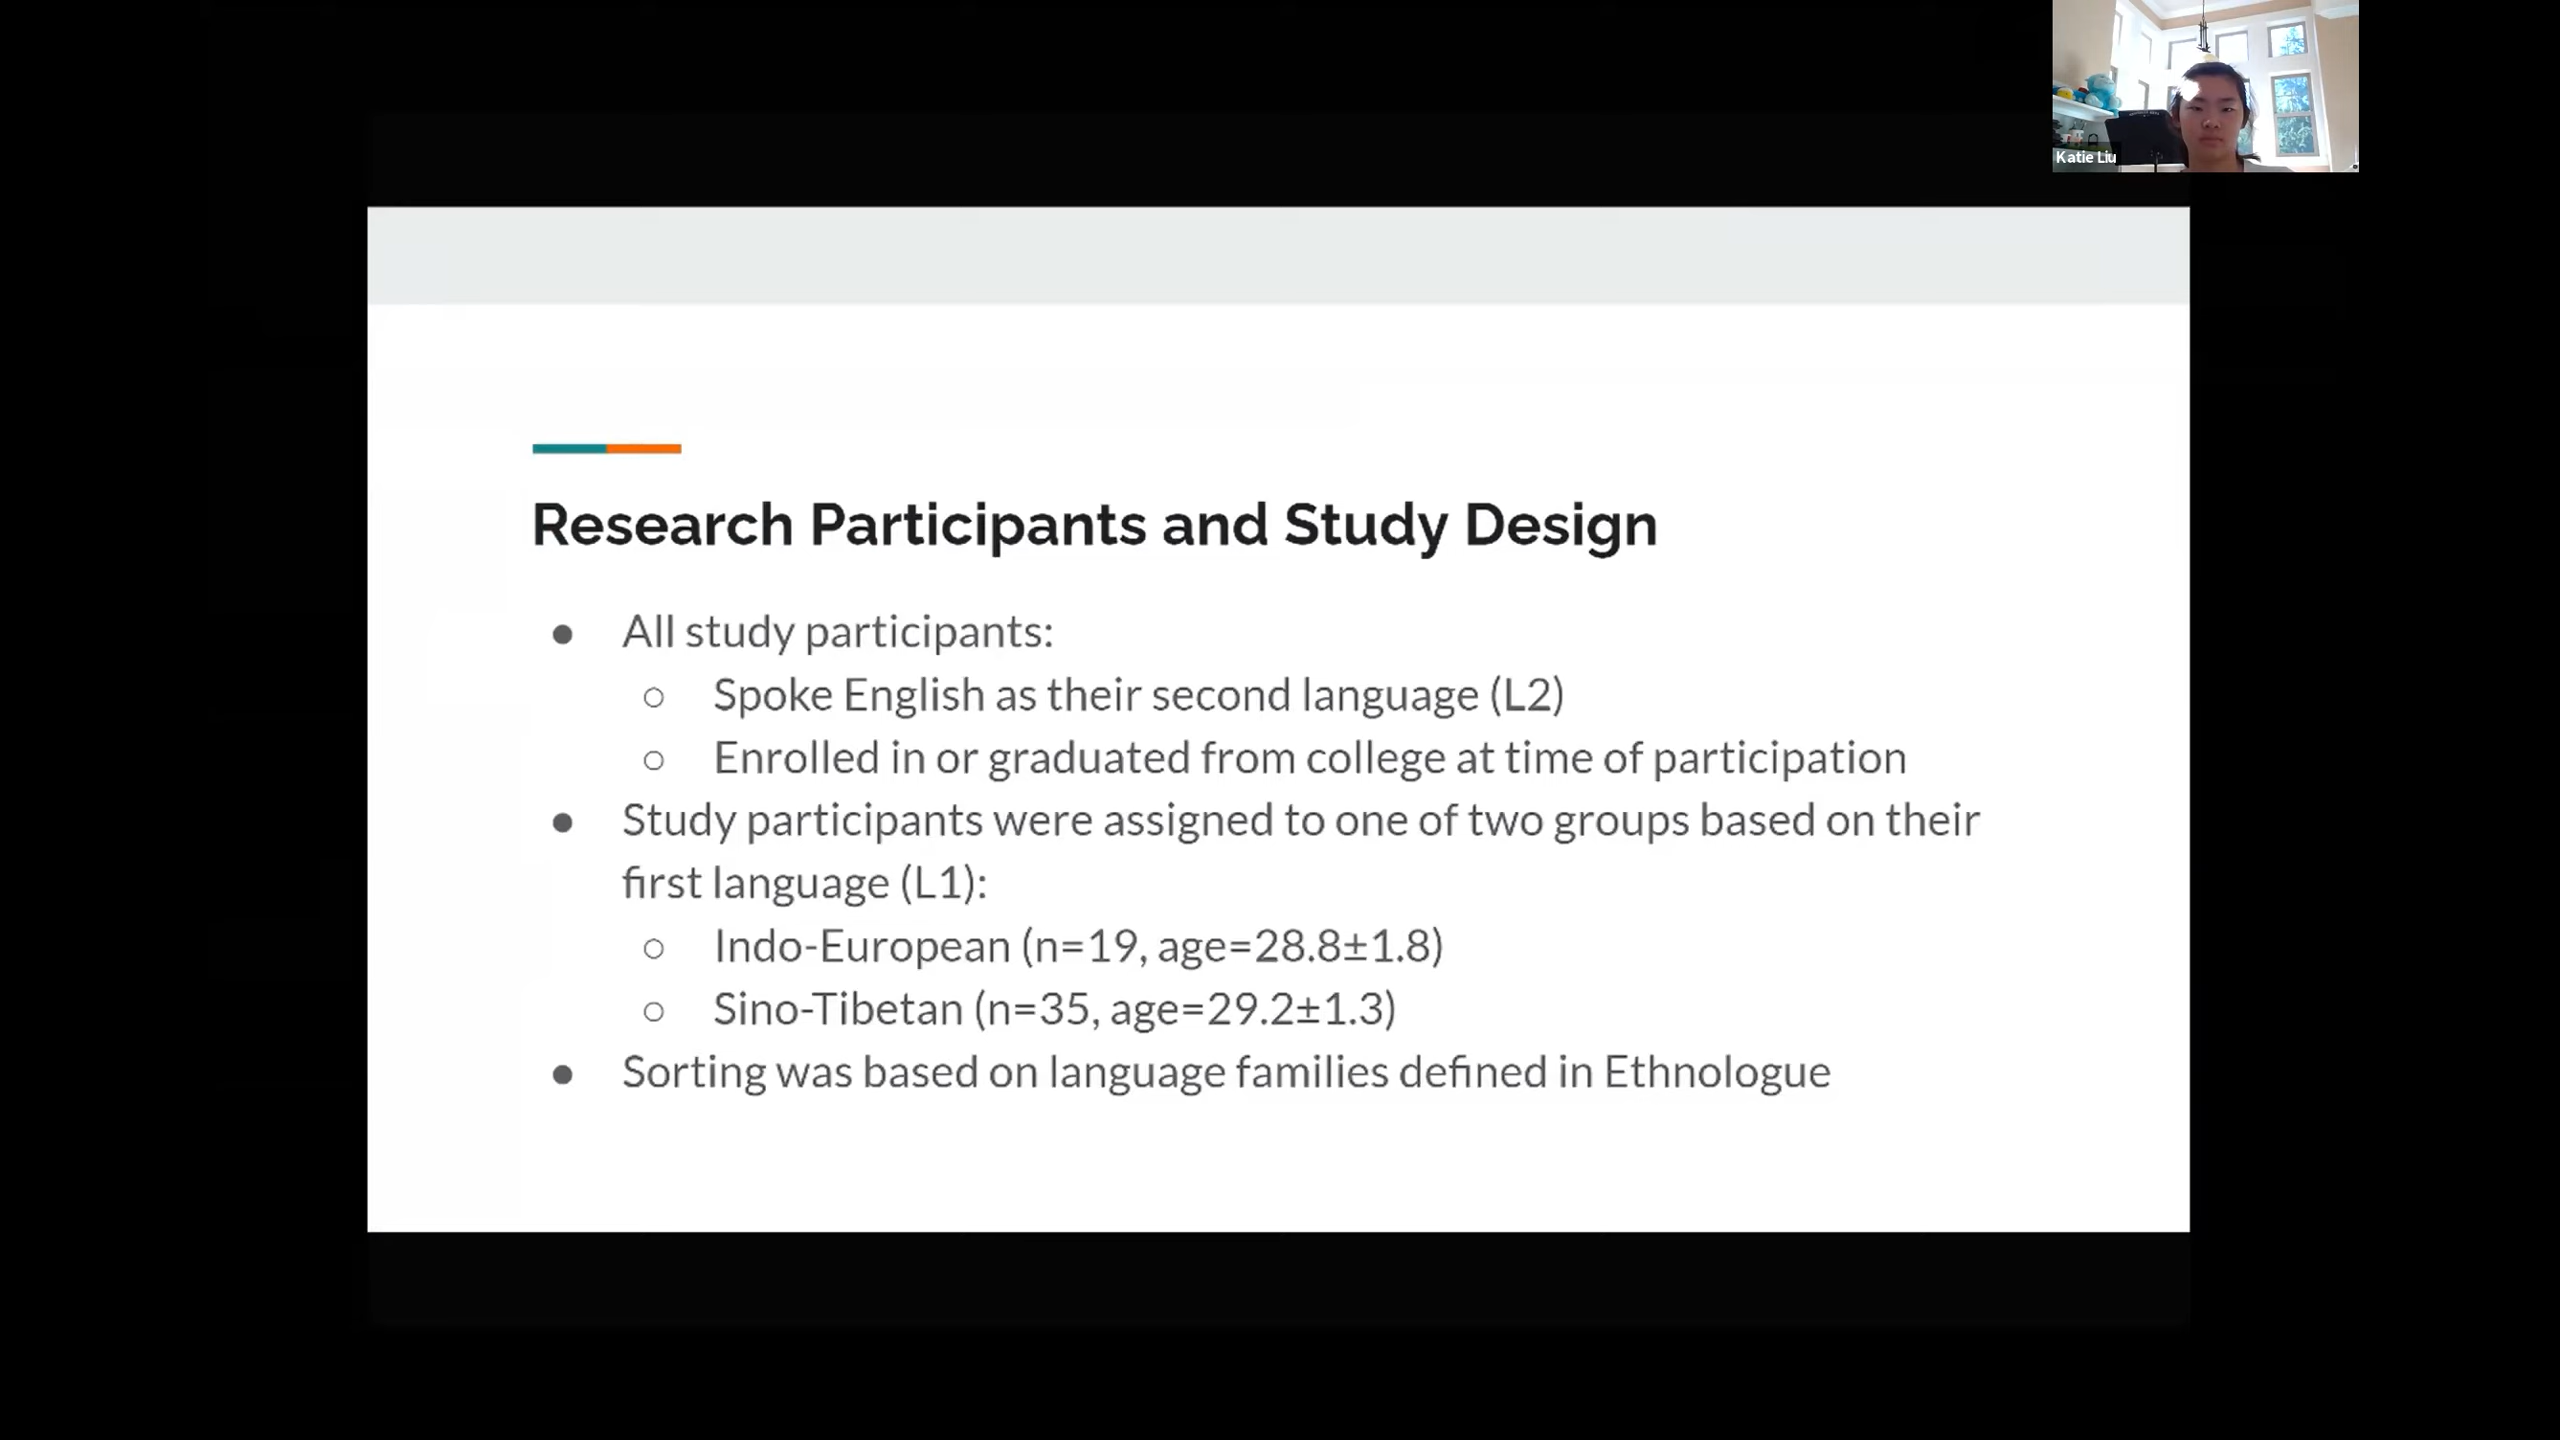 Katie Liu
Research Participants and Study Design
● All study participants:
○ Spoke English as their second language (L2)
○ Enrolled in or graduated from college at time of participation
● Study participants were assigned to one of two groups based on their
first language (L1):
○ Indo-European (n=19, age=28.8±1.8)
○ Sino-Tibetan (n=35, age=29.2±1.3)
● Sorting was based on language families defined in Ethnologue